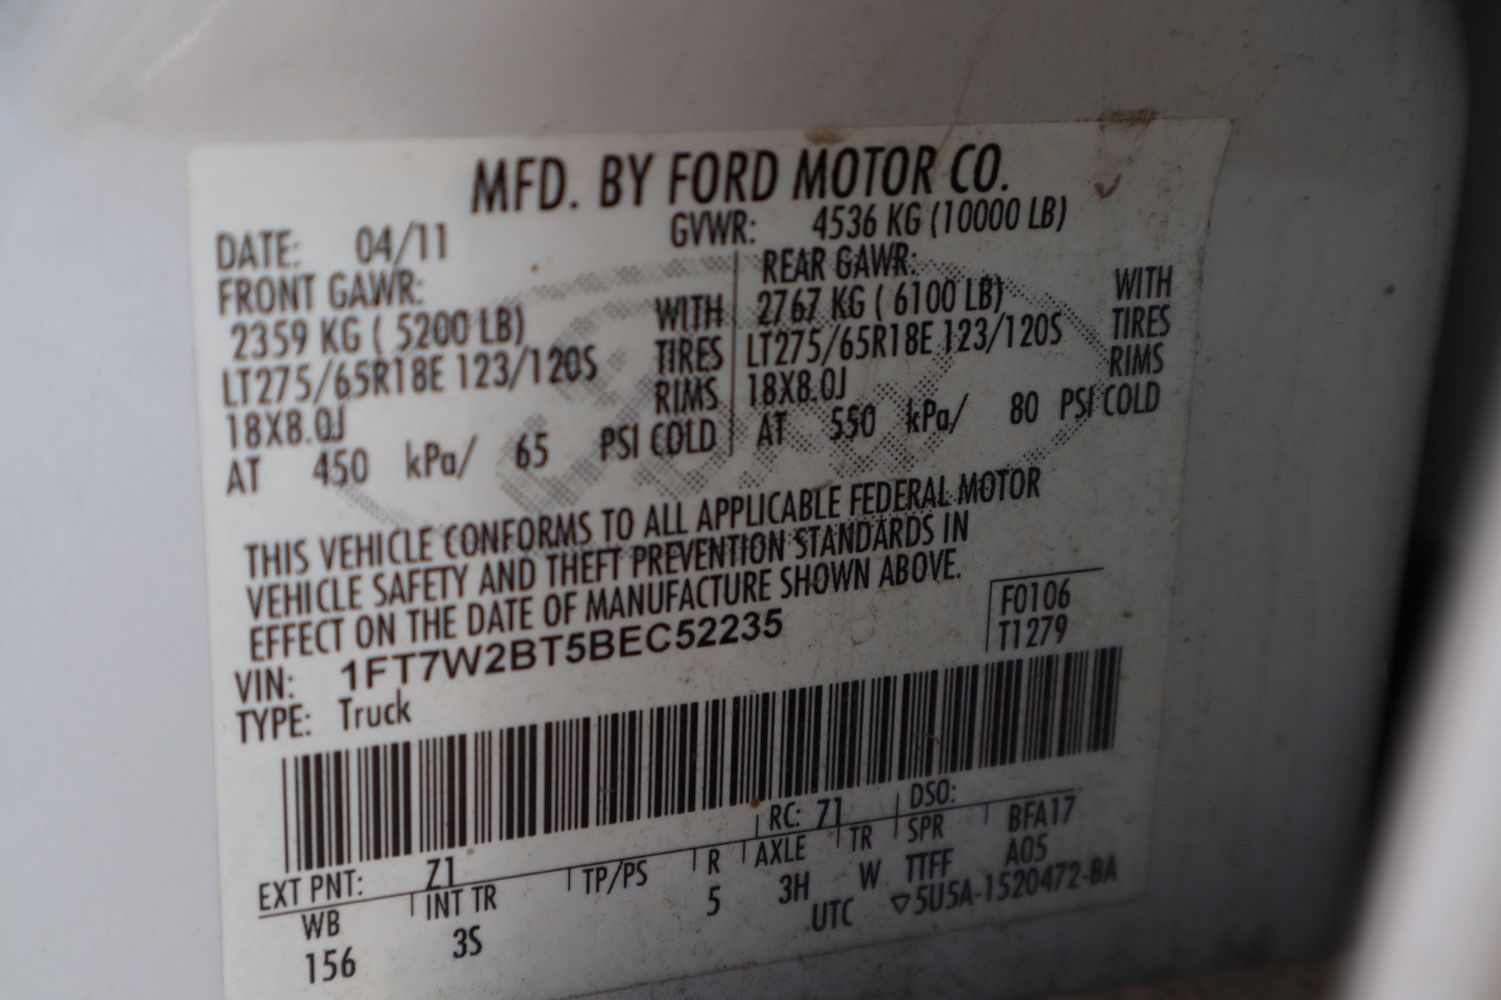 MFD. BY FORD MOTOR CO.
DATE: 04/11 GVWR: 4536 KG (10000 LB)
FRONT GAWR: REAR GAWR:
2359 KG ( 5200 LB) WITH 2767 KG ( 6100 LB) WITH
LT275/65R18E 123/120S TIRES LT275/65R18E 123/120S TIRES
18X8.0J RIMS 18X8.0J RIMS
AT 450 kPa/ 65 PSI COLD AT 550 kPa/ 80 PSI COLD
THIS VEHICLE CONFORMS TO ALL APPLICABLE FEDERAL MOTOR
VEHICLE SAFETY AND THEFT PREVENTION STANDARDS IN
EFFECT ON THE DATE OF MANUFACTURE SHOWN ABOVE.
VIN: 1FT7W2BT5BEC52235 F0106
TYPE: Truck T1279
EXT PNT: Z1 RC: 71 DSO:
WB INT TR TP/PS R AXLE TR SPR BFA17
156 3S 5 3H W TTFF A05
UTC ▽5U5A-1520472-BA